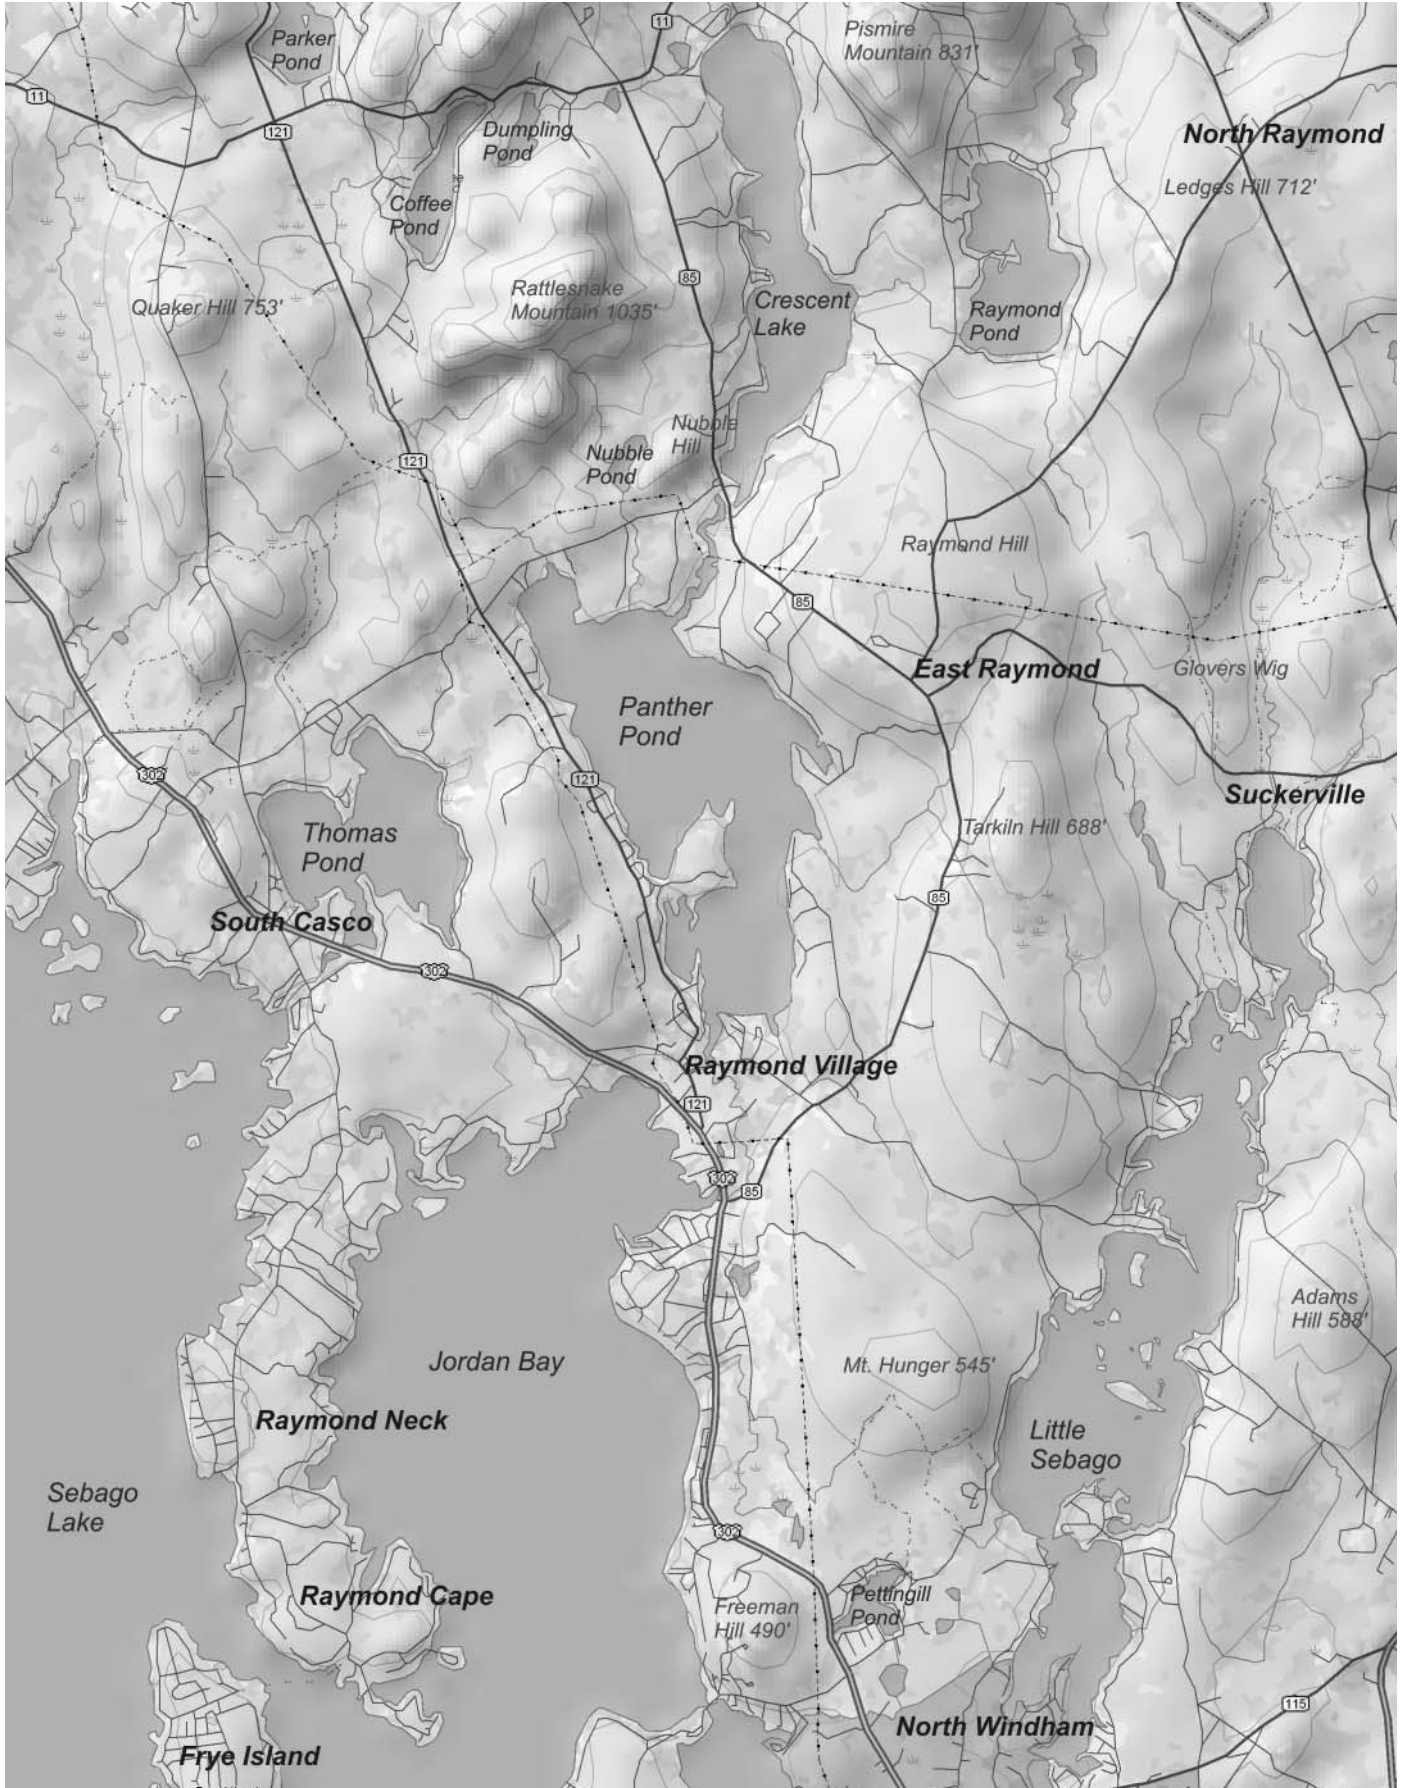 11
Parker
Pond
Pismire
Mountain 831'
11
121
Dumpling
Pond
North Raymond
Ledges Hill 712'
Coffee
Pond
85
Quaker Hill 753'
Rattlesnake
Mountain 1035'
Crescent
Lake
Raymond
Pond
Nubble
Hill
Nubble
Pond
121
Raymond Hill
85
East Raymond
Glovers Wig
Panther
Pond
302
121
Suckerville
Thomas
Pond
Tarkiln Hill 688'
85
South Casco
302
Raymond Village
121
302
85
Adams
Hill 588'
Jordan Bay
Mt. Hunger 545'
Raymond Neck
Little
Sebago
Sebago
Lake
302
Raymond Cape
Pettingill
Pond
Freeman
Hill 490'
115
North Windham
Frye Island